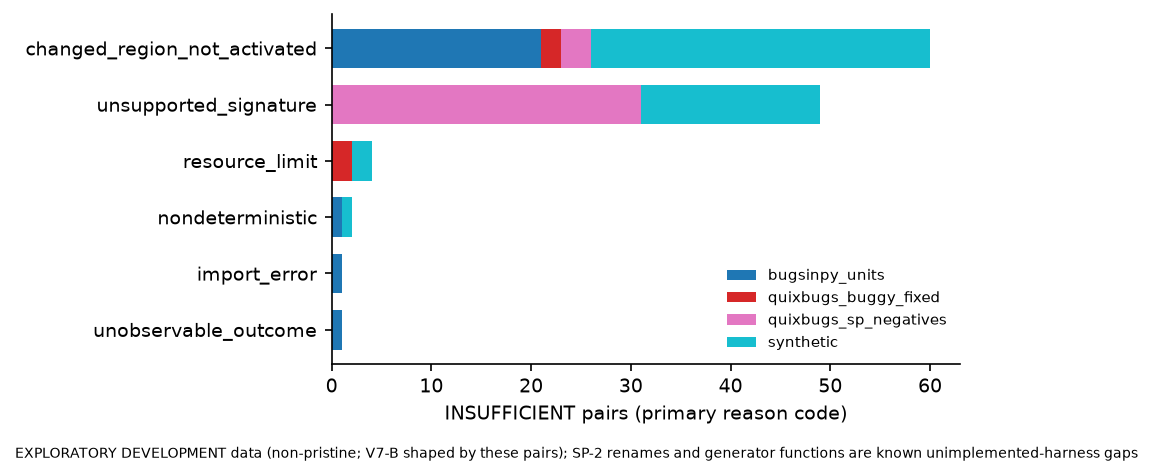 changed_region_not_activated
unsupported_signature
resource_limit
nondeterministic
import_error
unobservable_outcome
bugsinpy_units
quixbugs_buggy_fixed
quixbugs_sp_negatives
synthetic
0 10 20 30 40 50 60
INSUFFICIENT pairs (primary reason code)
EXPLORATORY DEVELOPMENT data (non-pristine; V7-B shaped by these pairs); SP-2 renames and generator functions are known unimplemented-harness gaps